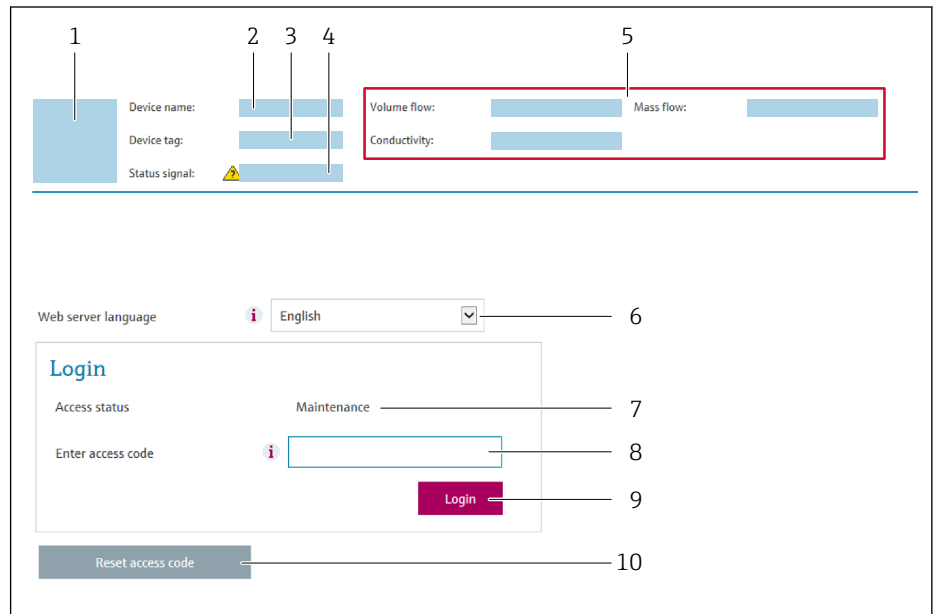 1 2 3 4 5
Device name: Volume flow: Mass flow:
Device tag: Conductivity:
Status signal: ?
Web server language i English 6
Login
Access status Maintenance 7
Enter access code i 8
Login 9
Reset access code 10